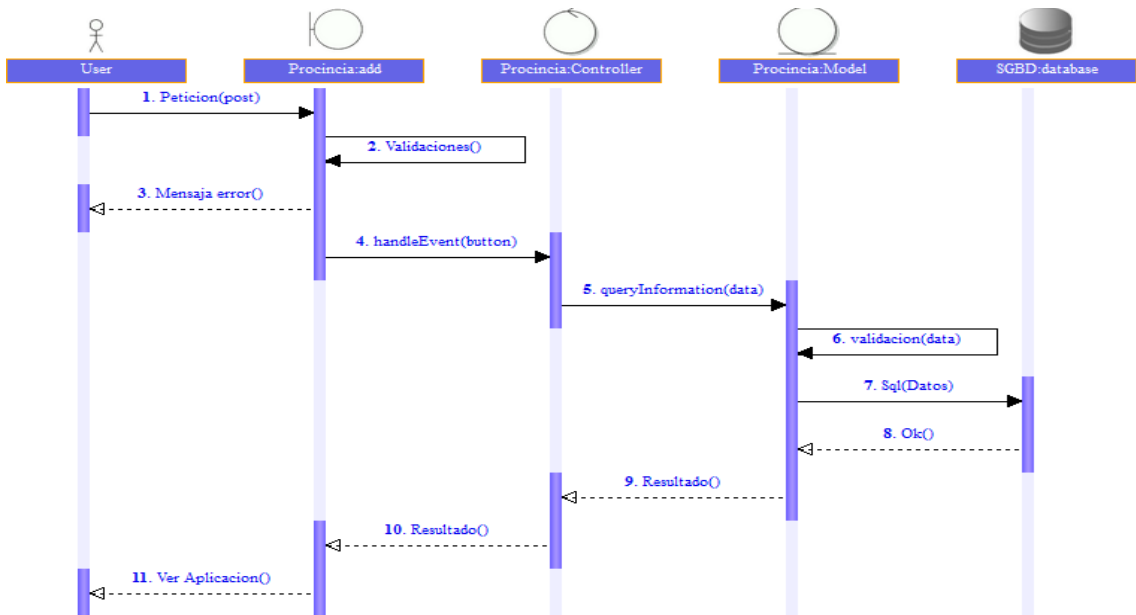 User
Procincia:add
Procincia:Controller
Procincia:Model
SGBD:database
1. Peticion(post)
2. Validaciones()
3. Mensaja error()
4. handleEvent(button)
5. queryInformation(data)
6. validacion(data)
7. Sql(Datos)
8. Ok()
9. Resultado()
10. Resultado()
11. Ver Aplicacion()